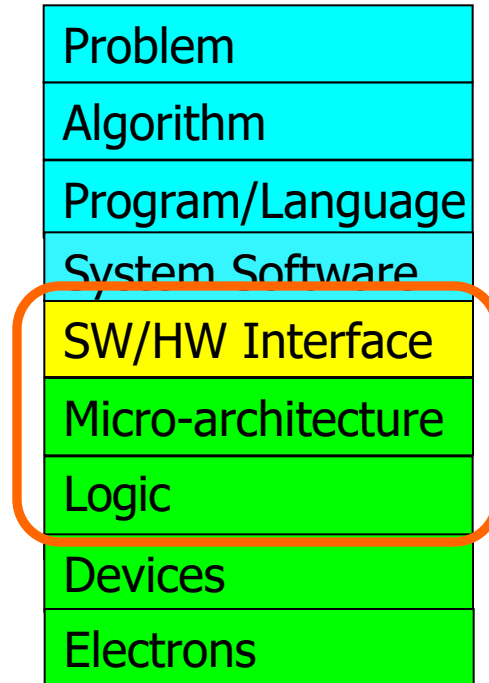 Problem
Algorithm
Program/Language
System Software
SW/HW Interface
Micro-architecture
Logic
Devices
Electrons